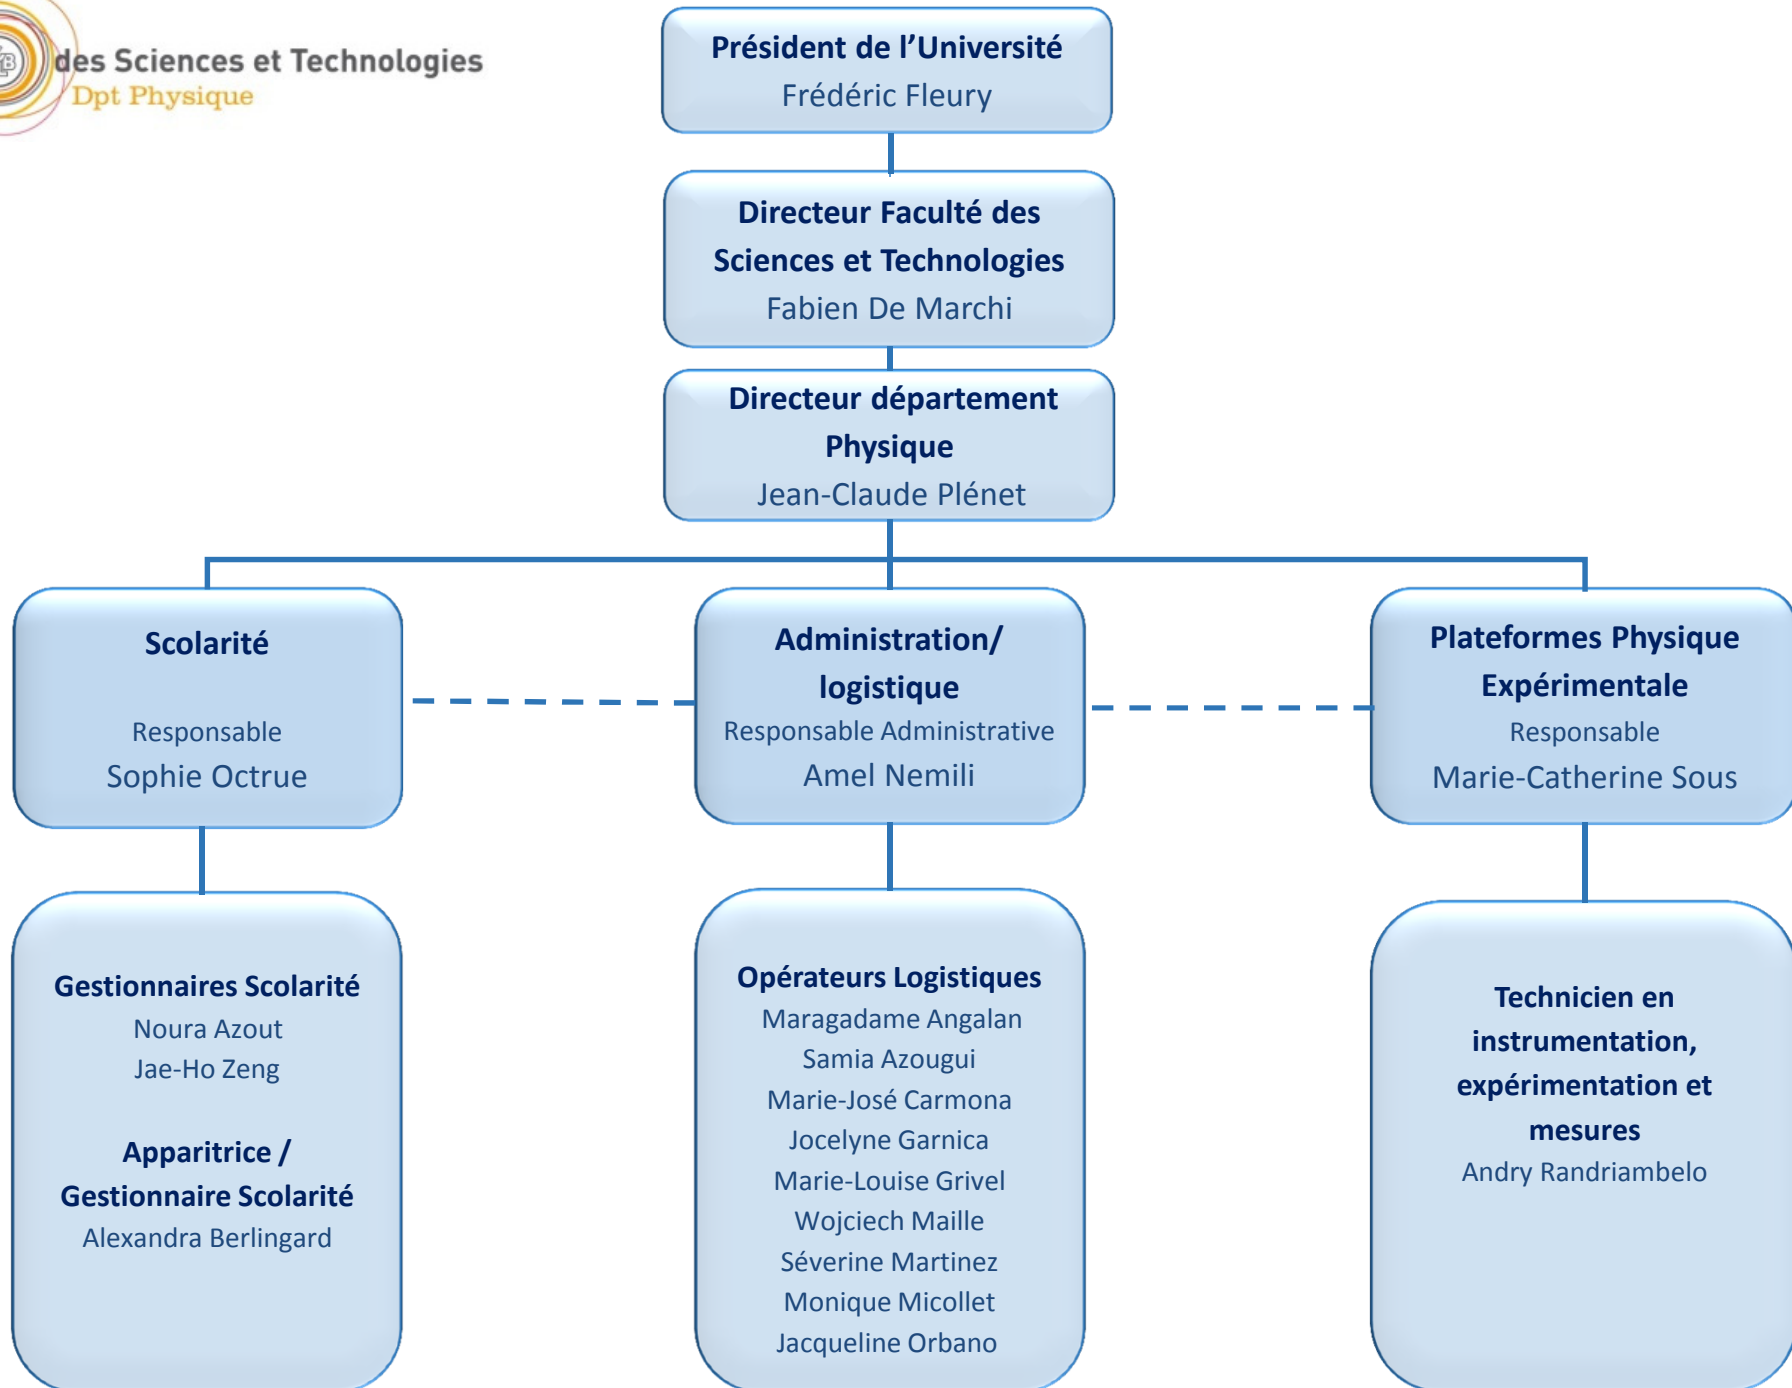 des Sciences et Technologies
Dpt Physique
Président de l’Université
Frédéric Fleury
Directeur Faculté des
Sciences et Technologies
Fabien De Marchi
Directeur département
Physique
Jean-Claude Plénet
Scolarité
Responsable
Sophie Octrue
Administration/
logistique
Responsable Administrative
Amel Nemili
Plateformes Physique
Expérimentale
Responsable
Marie-Catherine Sous
Gestionnaires Scolarité
Noura Azout
Jae-Ho Zeng
Apparitrice /
Gestionnaire Scolarité
Alexandra Berlingard
Opérateurs Logistiques
Maragadame Angalan
Samia Azougui
Marie-José Carmona
Jocelyne Garnica
Marie-Louise Grivel
Wojciech Maille
Séverine Martinez
Monique Micollet
Jacqueline Orbano
Technicien en
instrumentation,
expérimentation et
mesures
Andry Randriambelo